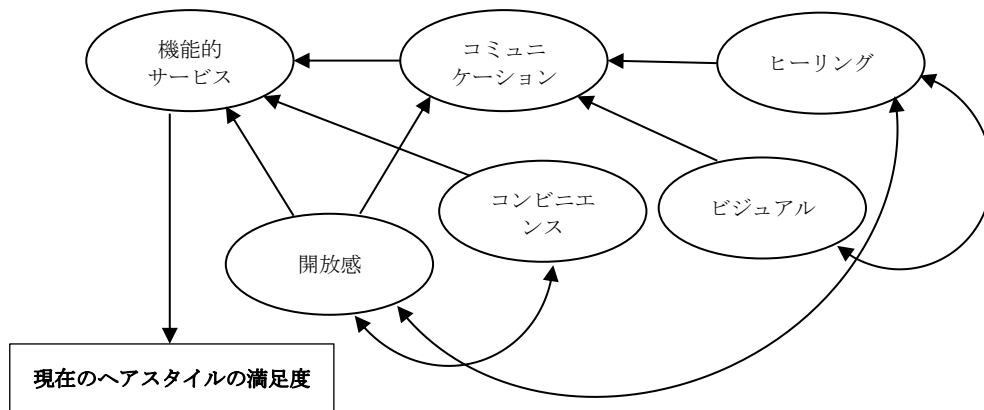 機能的
サービス
コミュニ
ケーション
ヒーリング
コンビニエ
ンス
ビジュアル
開放感
現在のヘアスタイルの満足度